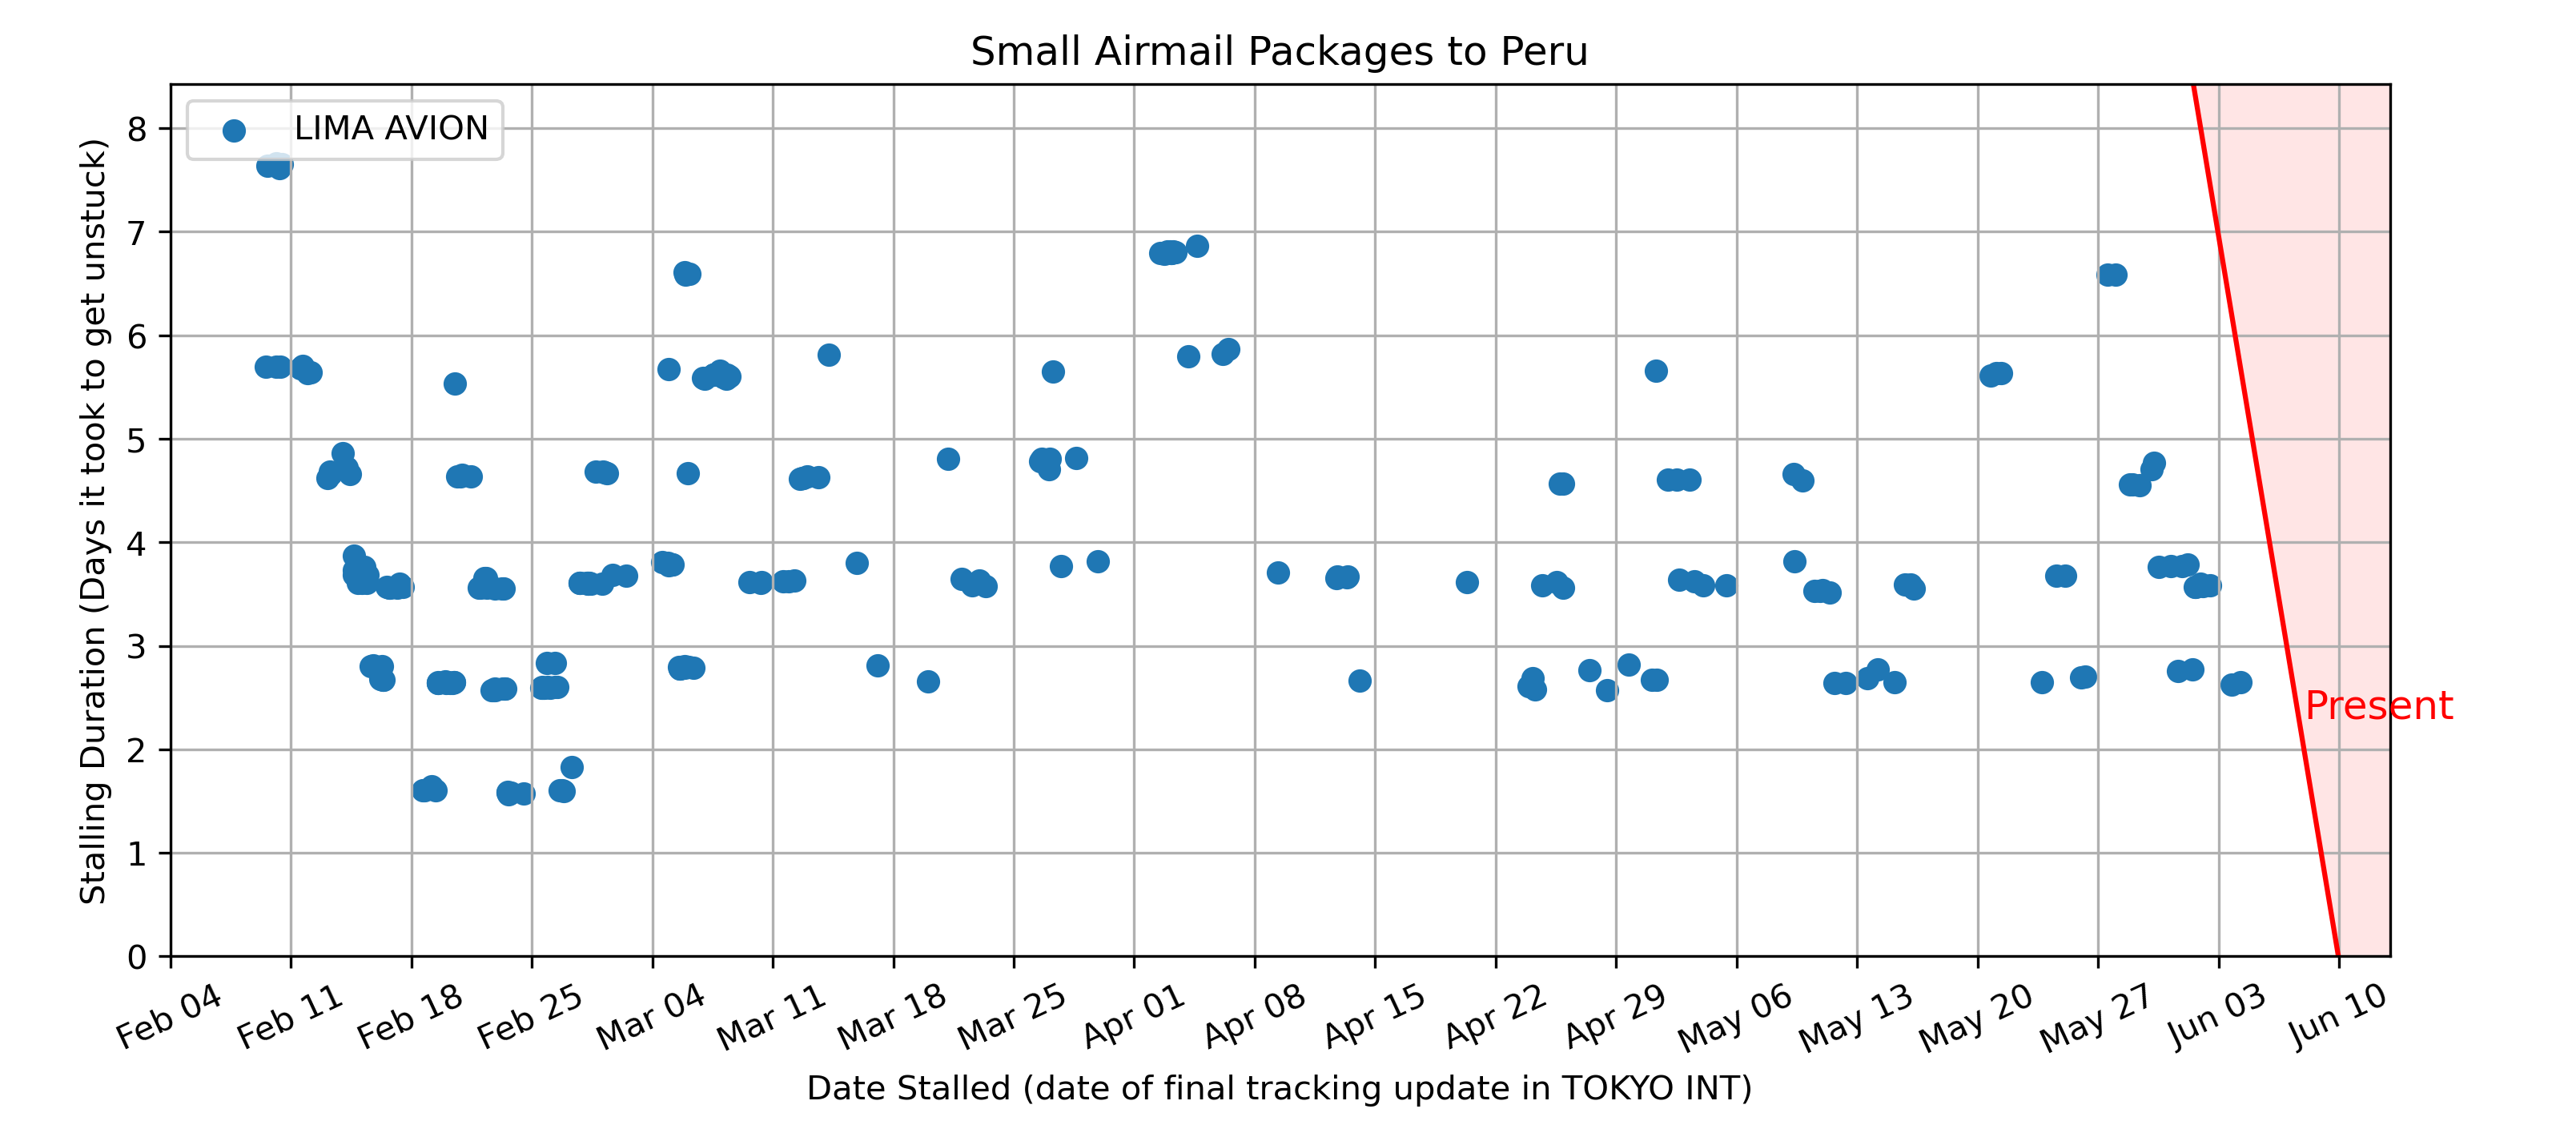 Small Airmail Packages to Peru
LIMA AVION
Stalling Duration (Days it took to get unstuck)
8
7
6
5
4
3
2
1
0
Present
Feb 04
Feb 11
Feb 18
Feb 25
Mar 04
Mar 11
Mar 18
Mar 25
Apr 01
Apr 08
Apr 15
Apr 22
Apr 29
May 06
May 13
May 20
May 27
Jun 03
Jun 10
Date Stalled (date of final tracking update in TOKYO INT)